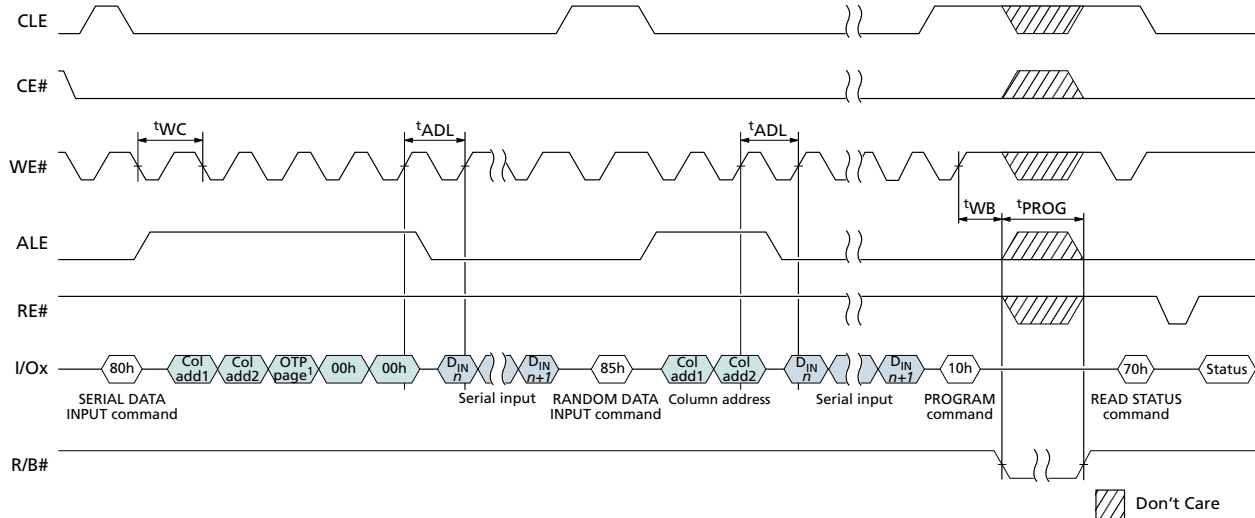 CLE
CE#
tWC
tADL
tADL
WE#
tWB
tPROG
ALE
RE#
I/Ox
80h
Col
add1
Col
add2
OTP
page1
00h
00h
DIN
n
DIN
n+1
85h
Col
add1
Col
add2
DIN
n
DIN
n+1
10h
70h
Status
SERIAL DATA
INPUT command
Serial input
RANDOM DATA
INPUT command
Column address
Serial input
PROGRAM
command
READ STATUS
command
R/B#
Don't Care